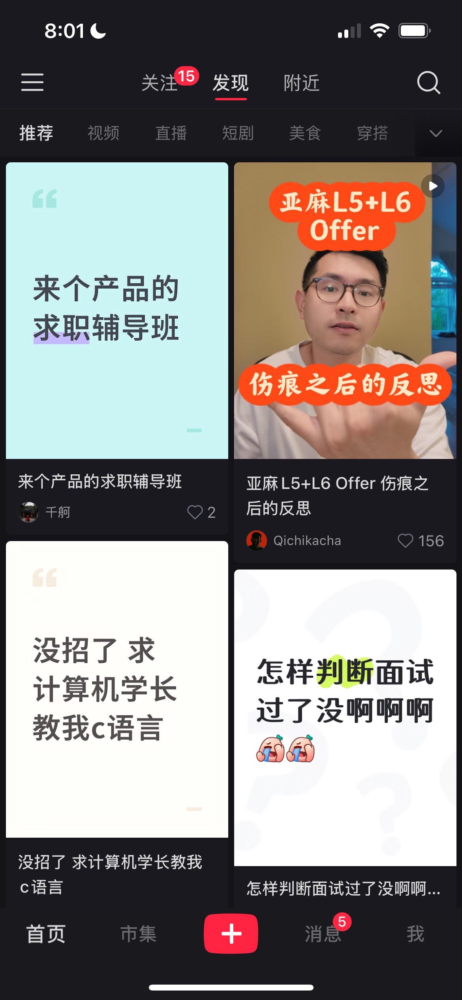 8:01
关注 15 发现 附近
推荐 视频 直播 短剧 美食 穿搭
来个产品的
求职辅导班
来个产品的求职辅导班
千舸 2
亚麻L5+L6
Offer
伤痕之后的反思
亚麻L5+L6 Offer 伤痕之
后的反思
Qichikacha 156
没招了 求
计算机学长
教我c语言
没招了 求计算机学长教我
c语言
怎样判断面试
过了没啊啊啊
怎样判断面试过了没啊啊...
首页 市集 消息 5 我